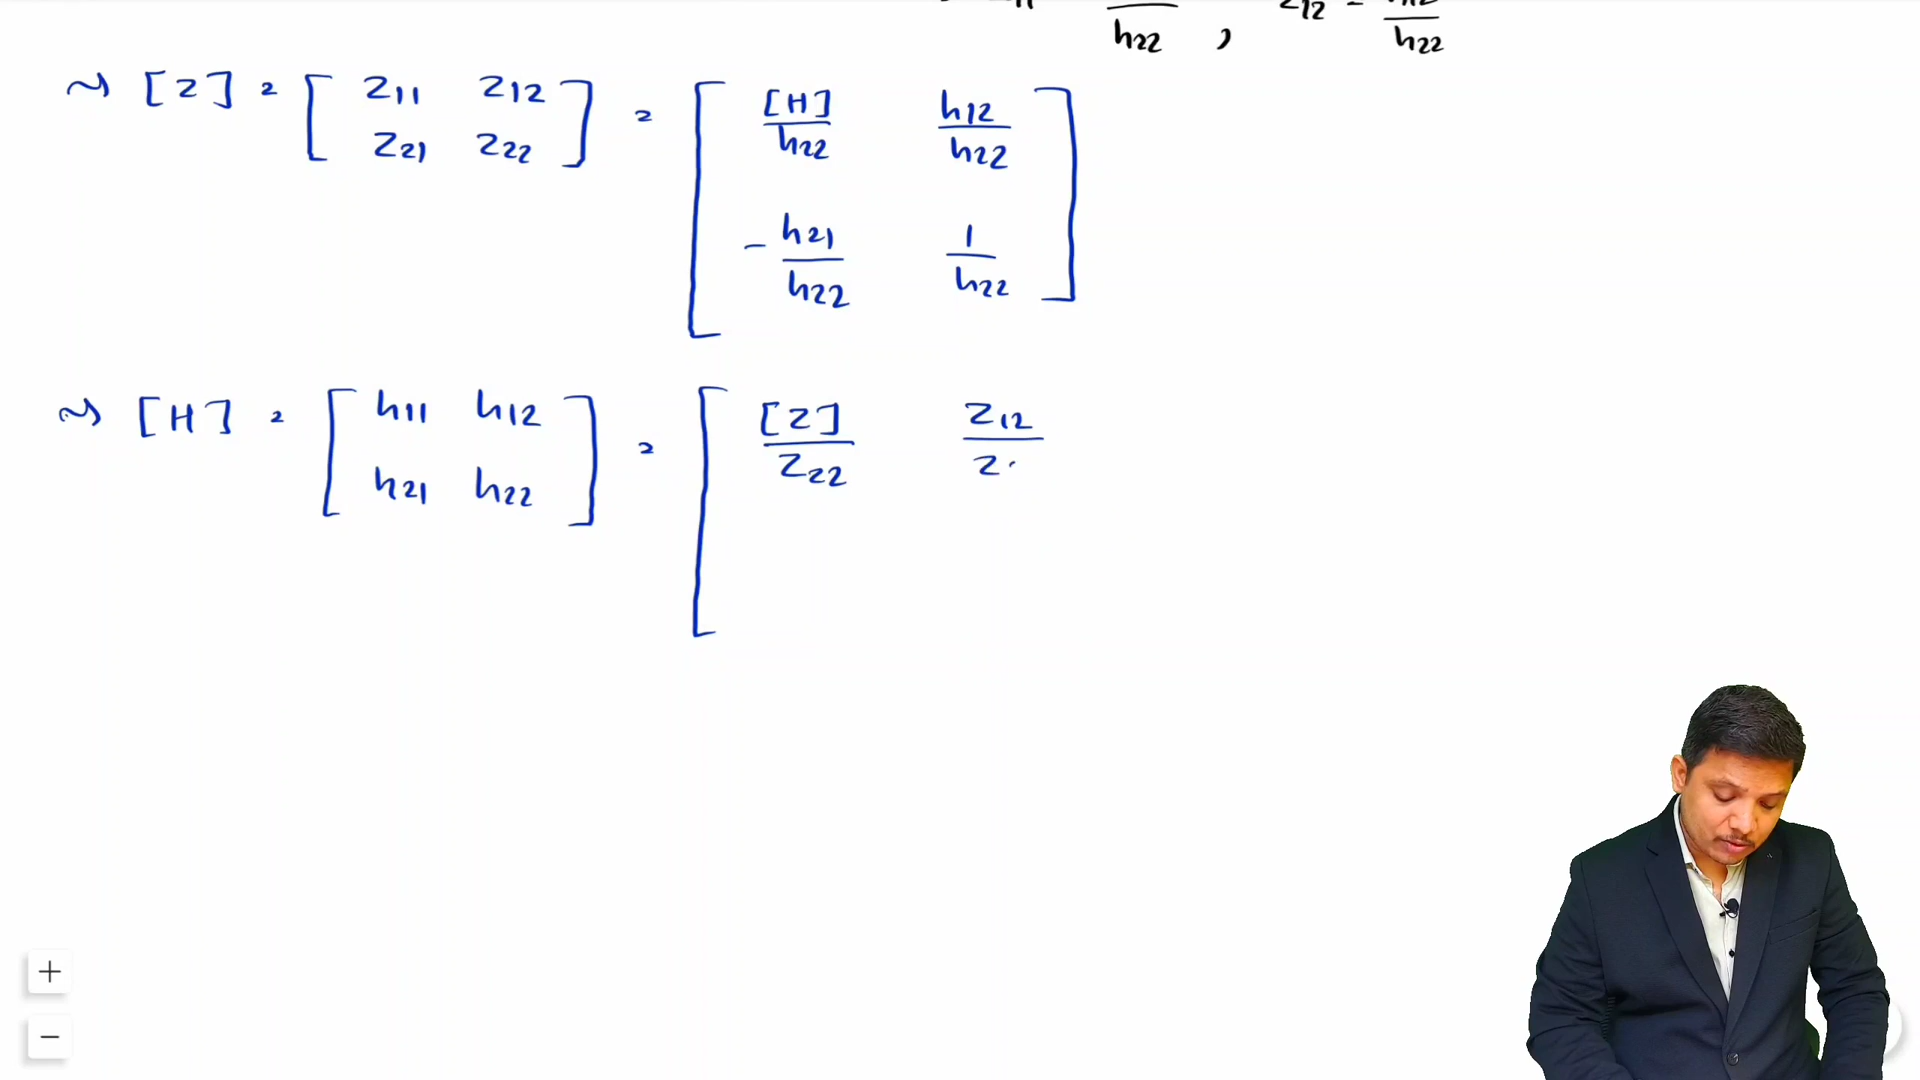 h22 , h22
[Z] = [ Z11 Z12 ] = [ [H]/h22 h12/h22 ]
[ Z21 Z22 ] [ -h21/h22 1/h22 ]
[H] = [ h11 h12 ] = [ [Z]/Z22 Z12/Z
[ h21 h22 ]
+
−